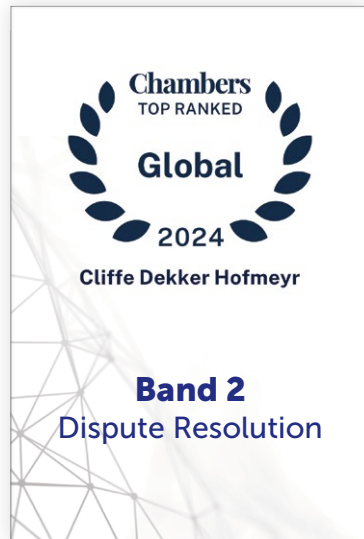 Chambers
TOP RANKED
Global
2024
Cliffe Dekker Hofmeyr
Band 2
Dispute Resolution